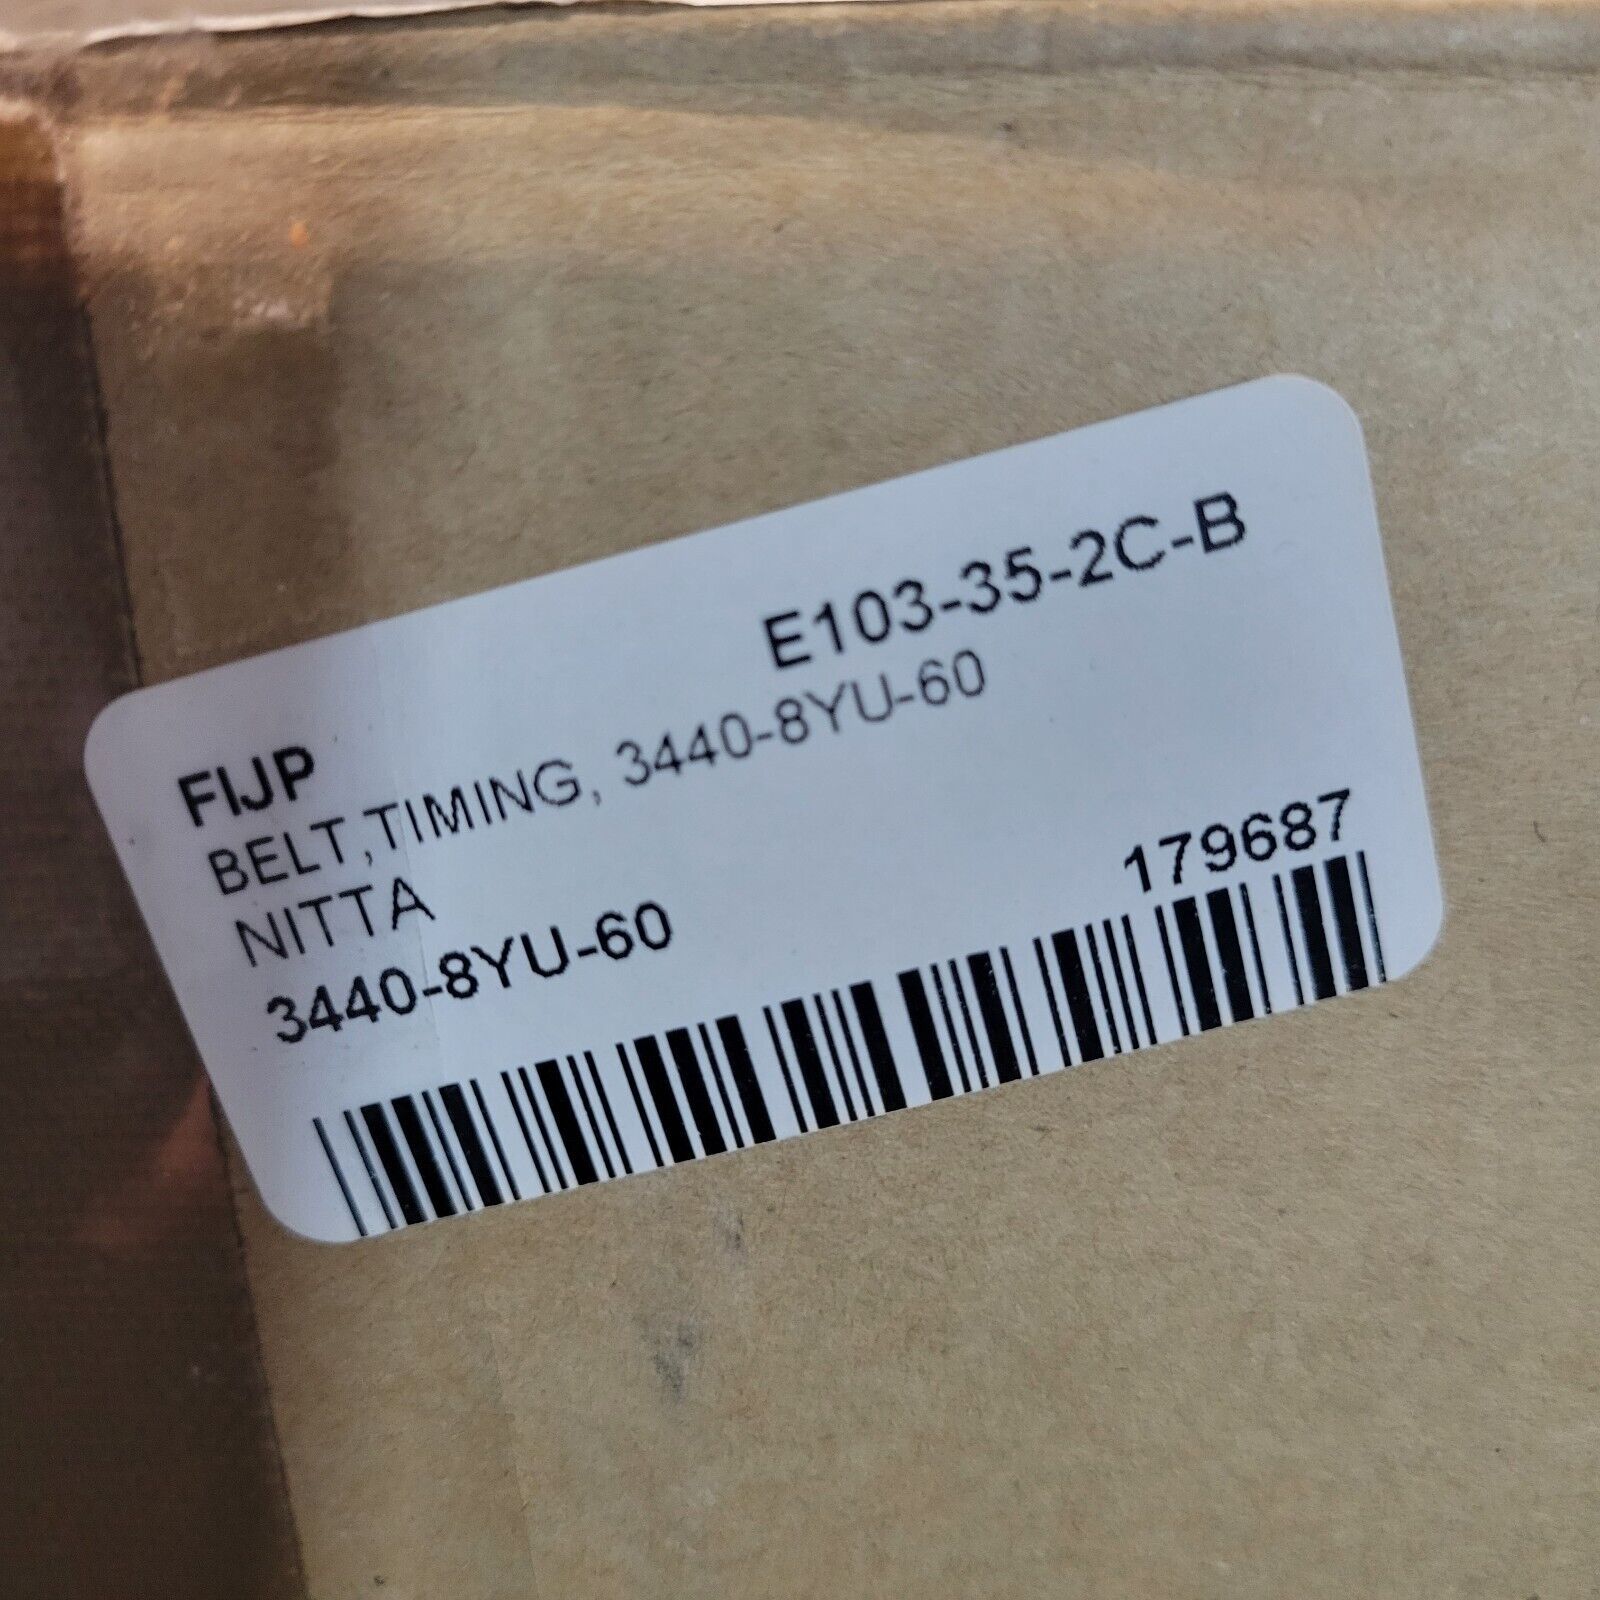 E103-35-2C-B
FIJP
BELT,TIMING, 3440-8YU-60
NITTA
3440-8YU-60
179687